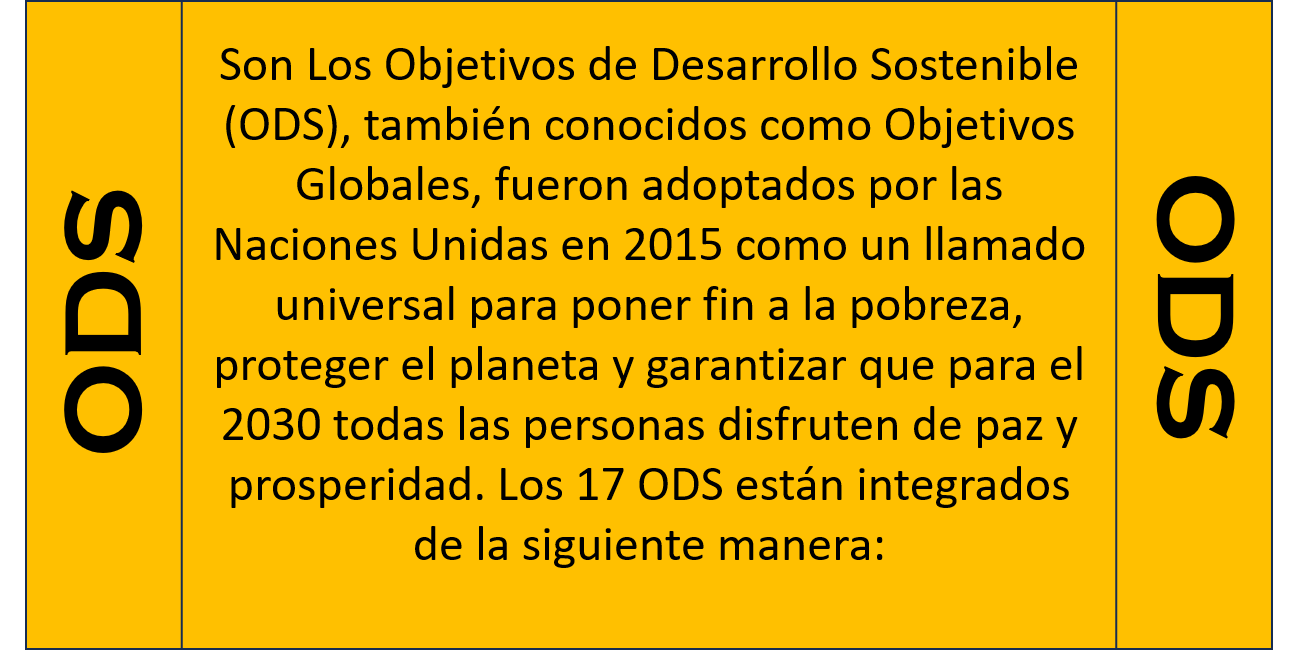 ODS
Son Los Objetivos de Desarrollo Sostenible
(ODS), también conocidos como Objetivos
Globales, fueron adoptados por las
Naciones Unidas en 2015 como un llamado
universal para poner fin a la pobreza,
proteger el planeta y garantizar que para el
2030 todas las personas disfruten de paz y
prosperidad. Los 17 ODS están integrados
de la siguiente manera:
ODS